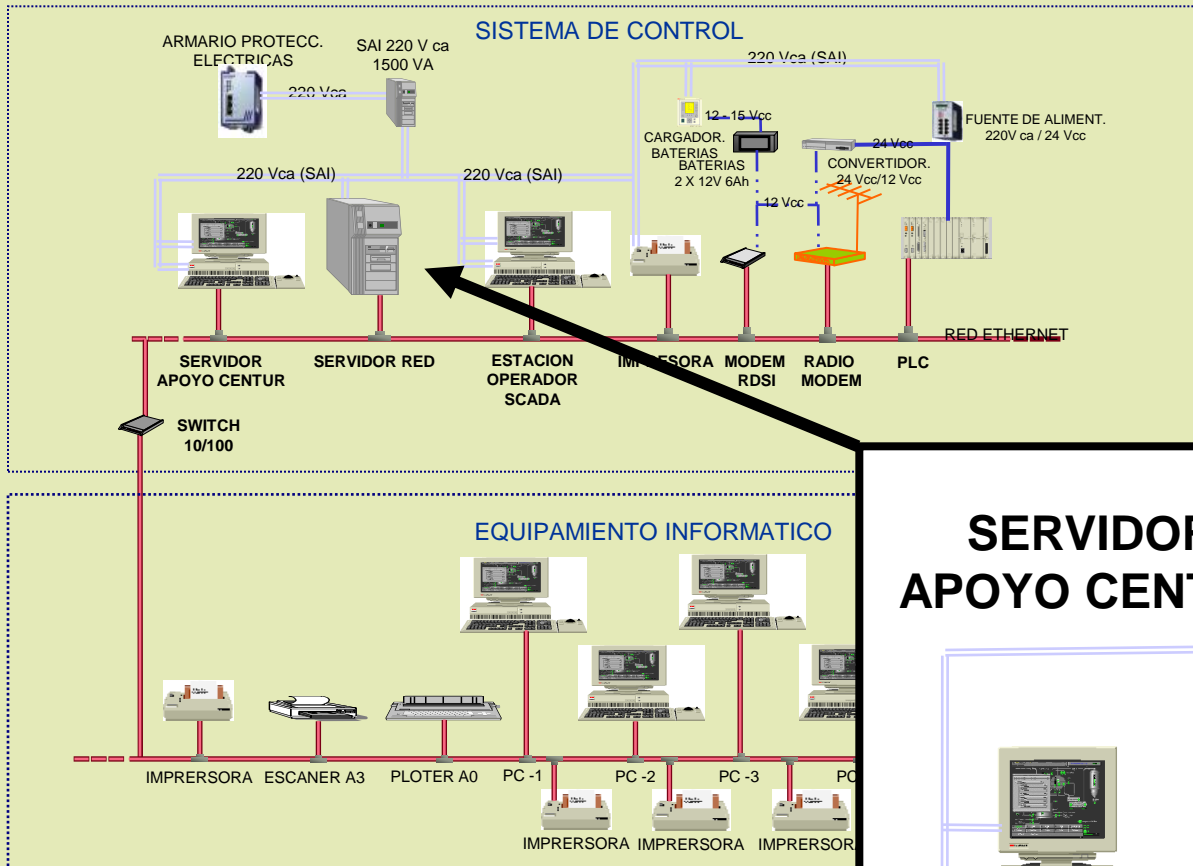 SISTEMA DE CONTROL
ARMARIO PROTECC.
ELECTRICAS
SAI 220 V ca
1500 VA
220 Vca
220 Vca (SAI)
220 Vca (SAI)
220 Vca (SAI)
12 - 15 Vcc
CARGADOR.
BATERIAS
BATERIAS
2 X 12V 6Ah
12 Vcc
24 Vcc
CONVERTIDOR.
24 Vcc/12 Vcc
FUENTE DE ALIMENT.
220V ca / 24 Vcc
RED ETHERNET
SERVIDOR
APOYO CENTUR
SERVIDOR RED
ESTACION
OPERADOR
SCADA
IMPRESORA
MODEM
RDSI
RADIO
MODEM
PLC
SWITCH
10/100
EQUIPAMIENTO INFORMATICO
IMPRERSORA
ESCANER A3
PLOTER A0
PC -1
PC -2
PC -3
PC
IMPRERSORA
IMPRERSORA
IMPRERSORA
SERVIDOR
APOYO CENT